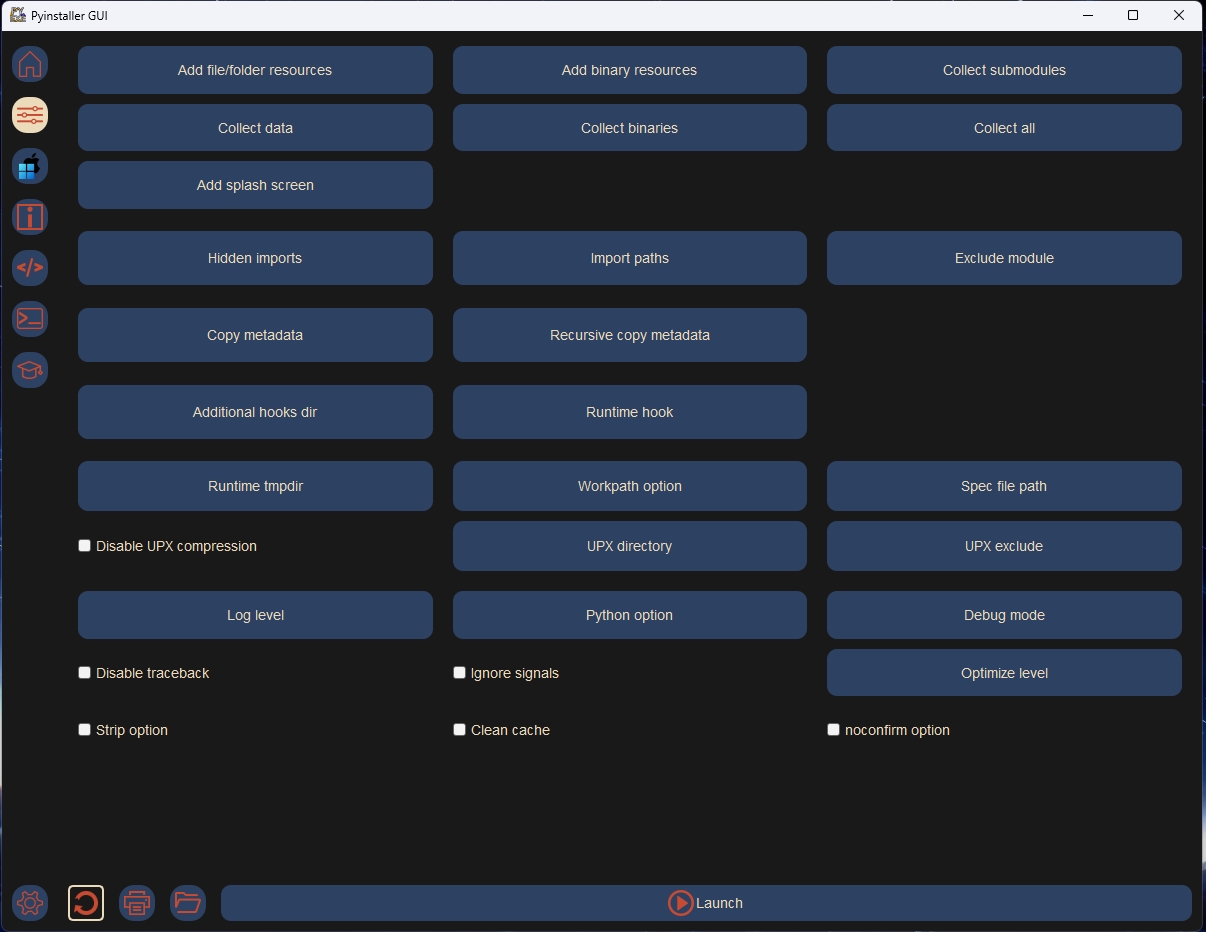 Pyinstaller GUI
Add file/folder resources
Add binary resources
Collect submodules
Collect data
Collect binaries
Collect all
Add splash screen
Hidden imports
Import paths
Exclude module
Copy metadata
Recursive copy metadata
Additional hooks dir
Runtime hook
Runtime tmpdir
Workpath option
Spec file path
Disable UPX compression
UPX directory
UPX exclude
Log level
Python option
Debug mode
Disable traceback
Ignore signals
Optimize level
Strip option
Clean cache
noconfirm option
Launch